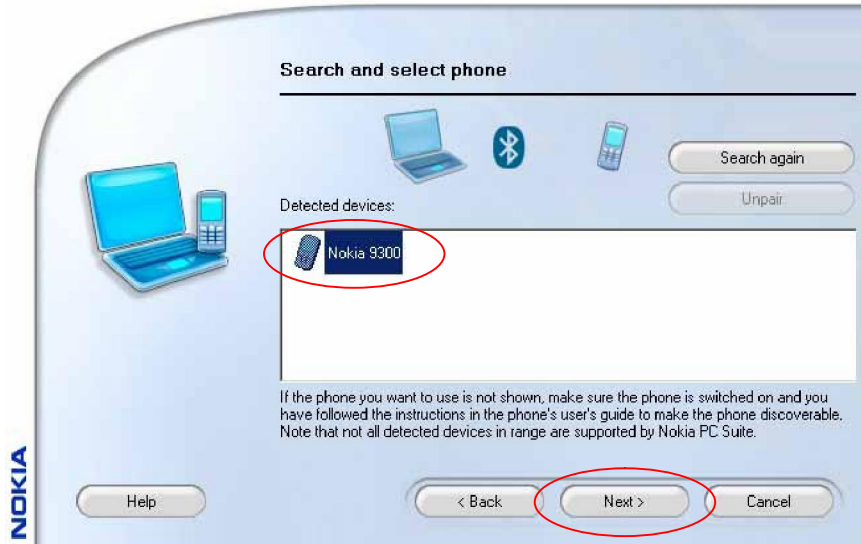 Search and select phone
Search again
Unpair
Detected devices:
Nokia 9300
If the phone you want to use is not shown, make sure the phone is switched on and you
have followed the instructions in the phone's user's guide to make the phone discoverable.
Note that not all detected devices in range are supported by Nokia PC Suite.
NOKIA
Help
< Back
Next >
Cancel